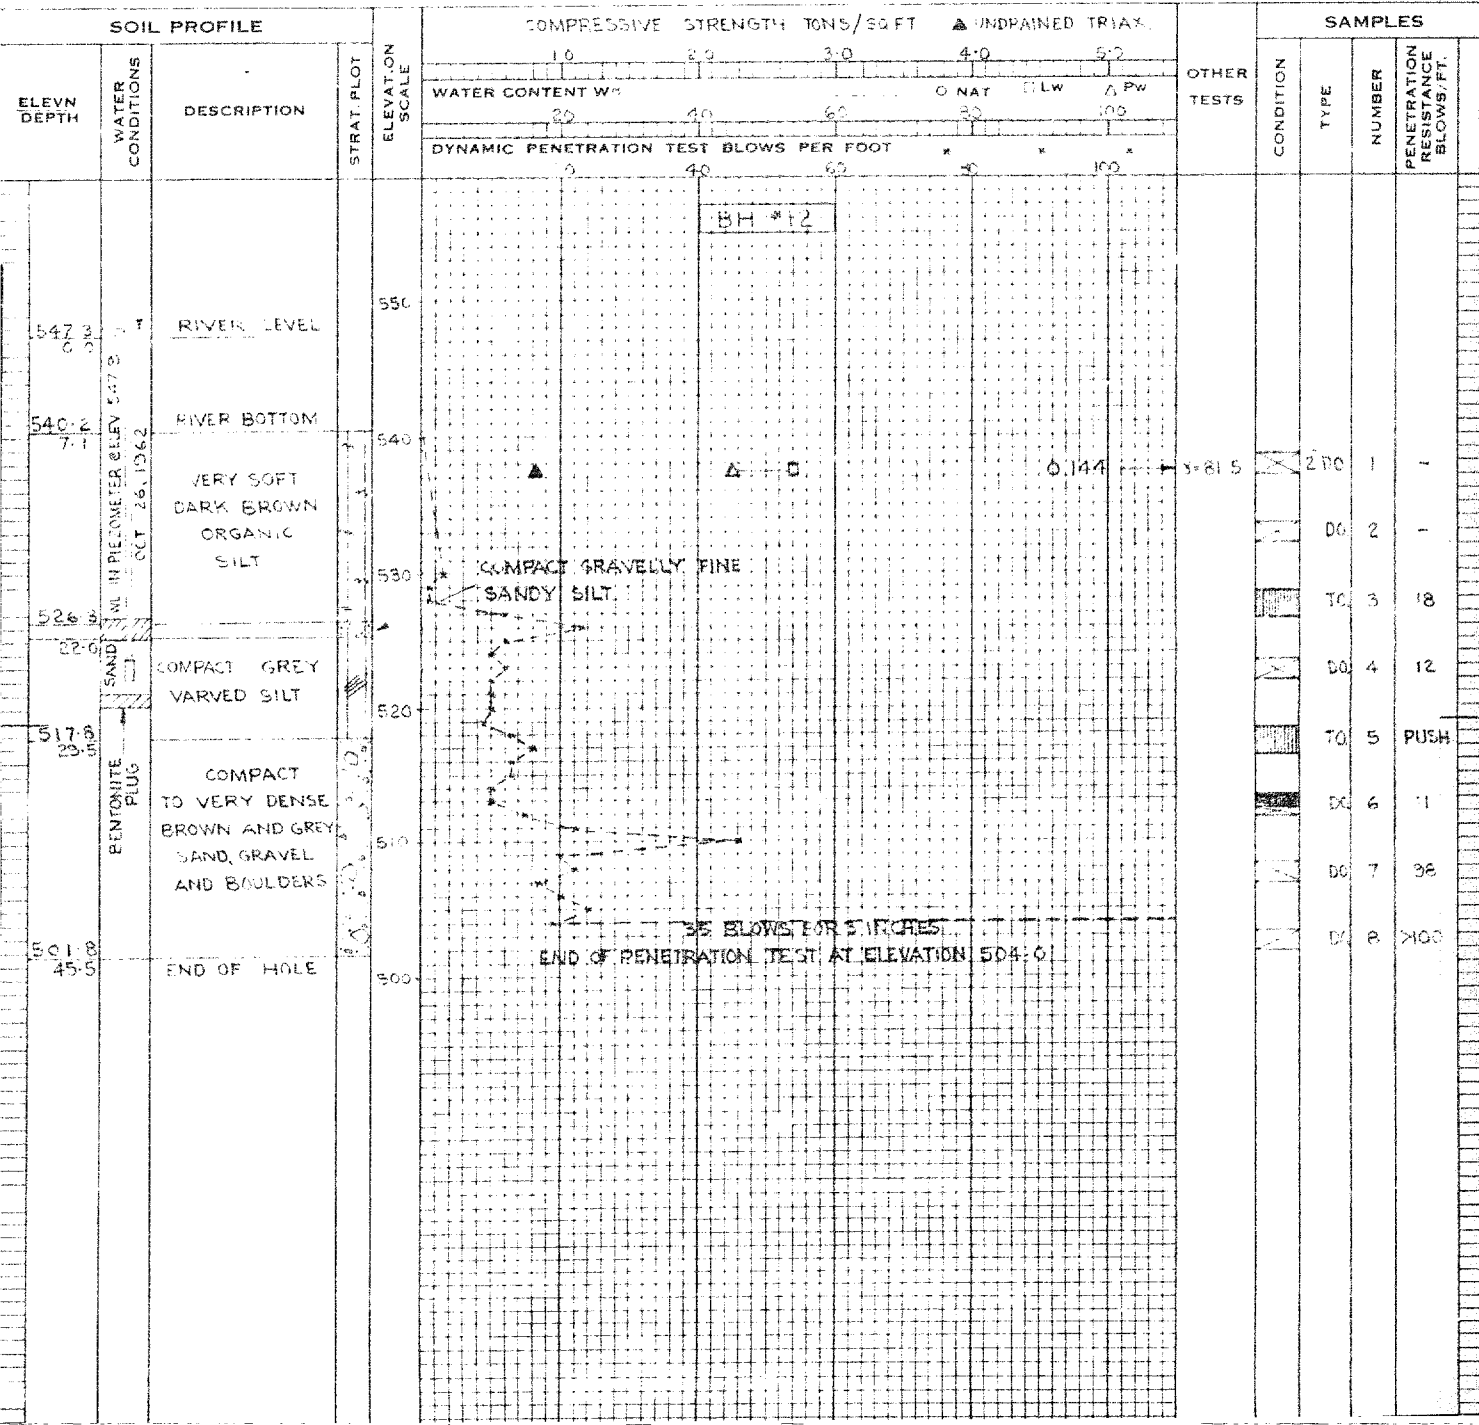 SOIL PROFILE
ELEVN
DEPTH
WATER
CONDITIONS
DESCRIPTION
STRAT. PLOT
ELEVATION
SCALE
COMPRESSIVE STRENGTH TONS/SQ FT ▲ UNDRAINED TRIAX.
1.0 2.0 3.0 4.0 5.0
WATER CONTENT W% O NAT □ Lw △ Pw
20 40 60 80 100
DYNAMIC PENETRATION TEST BLOWS PER FOOT * * *
40 60 80 100
OTHER
TESTS
SAMPLES
CONDITION
TYPE
NUMBER
PENETRATION
RESISTANCE
BLOWS/FT.
BH #12
550
547.3
0.0
RIVER LEVEL
540.2
7.1
RIVER BOTTOM
540
WL IN PIEZOMETER @ ELEV 547.3
OCT 26, 1962
VERY SOFT
DARK BROWN
ORGANIC
SILT
0.144
γ=81.5
2"DO 1 -
DO 2 -
530
COMPACT GRAVELLY FINE
SANDY SILT
TO 3 18
526.3
22.0
SAND
COMPACT GREY
VARVED SILT
DO 4 12
520
517.8
29.5
TO 5 PUSH
BENTONITE
PLUG
COMPACT
TO VERY DENSE
BROWN AND GREY
SAND, GRAVEL
AND BOULDERS
DO 6 11
510
DO 7 98
35 BLOWS FOR 5 INCHES
END OF PENETRATION TEST AT ELEVATION 504.0
DO 8 >100
501.8
45.5
END OF HOLE
500